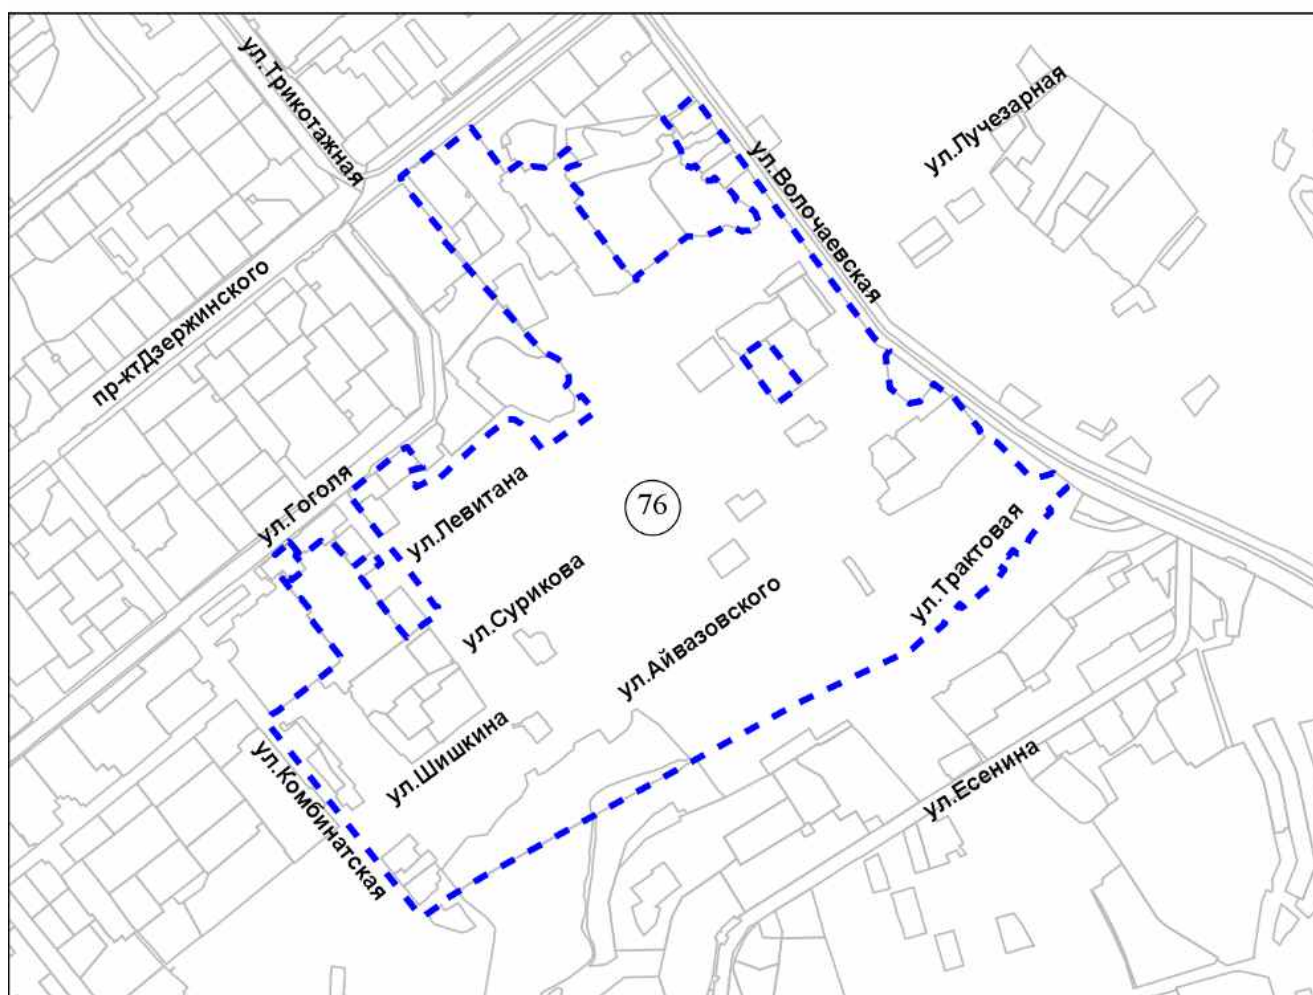 ул.Трикотажная
ул.Лучезарная
ул.Волочаевская
пр-ктДзержинского
ул.Гоголя
ул.Левитана
76
ул.Сурикова
ул.Трактовая
ул.Айвазовского
ул.Шишкина
ул.Есенина
ул.Комбинатская